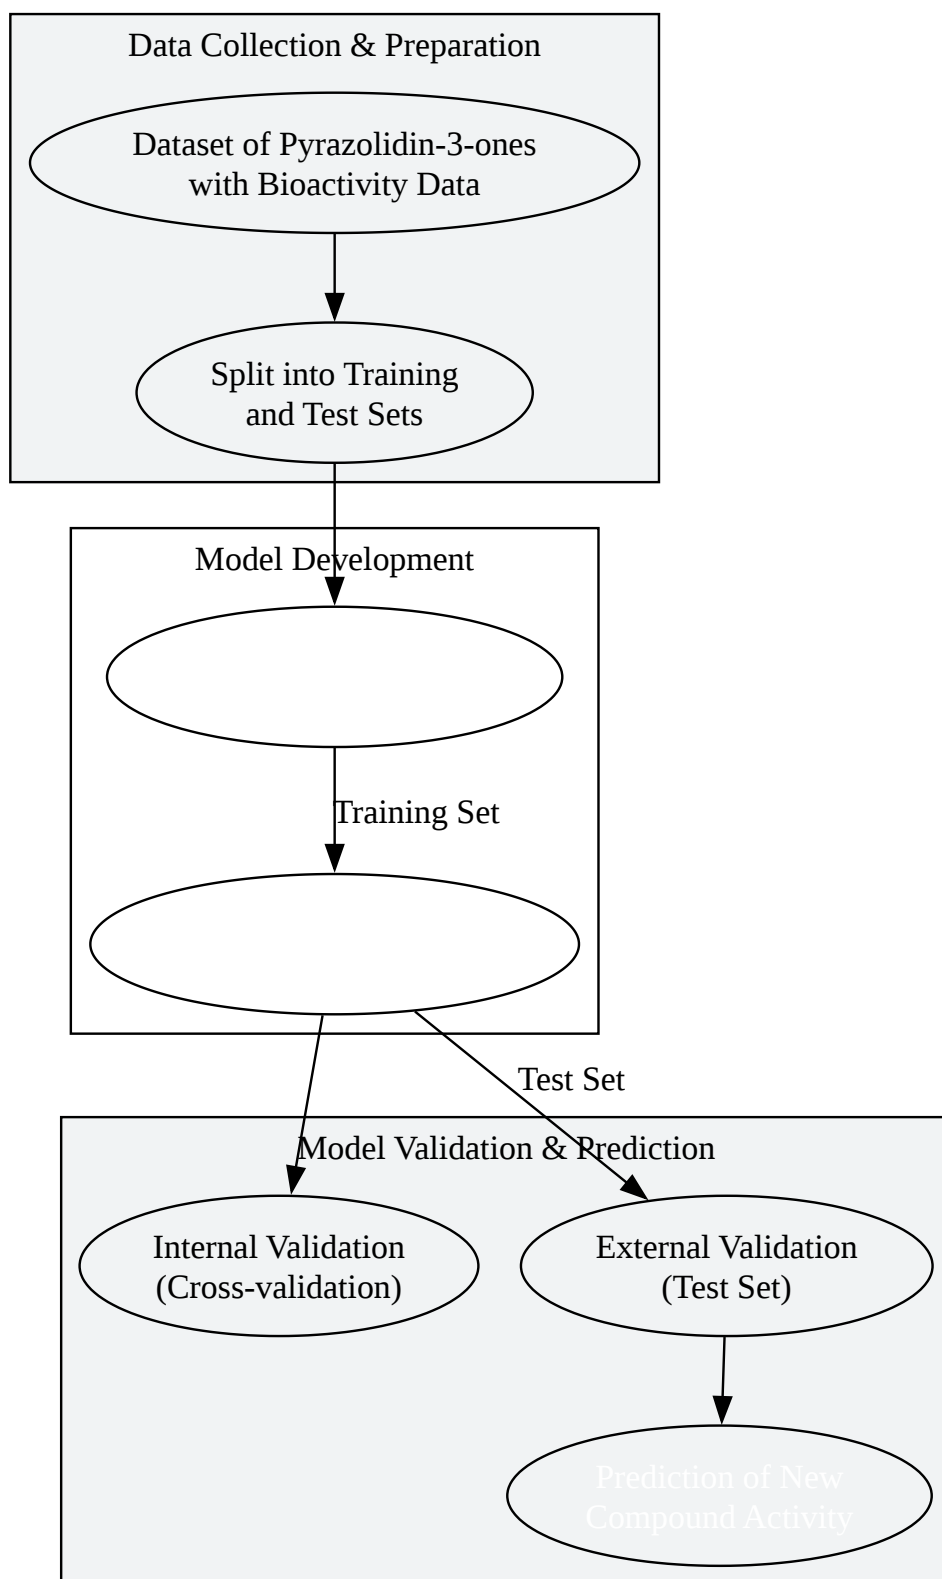 Data Collection & Preparation
Dataset of Pyrazolidin-3-ones
with Bioactivity Data
Split into Training
and Test Sets
Model Development
Training Set
Test Set
Model Validation & Prediction
Internal Validation
(Cross-validation)
External Validation
(Test Set)
Prediction of New
Compound Activity